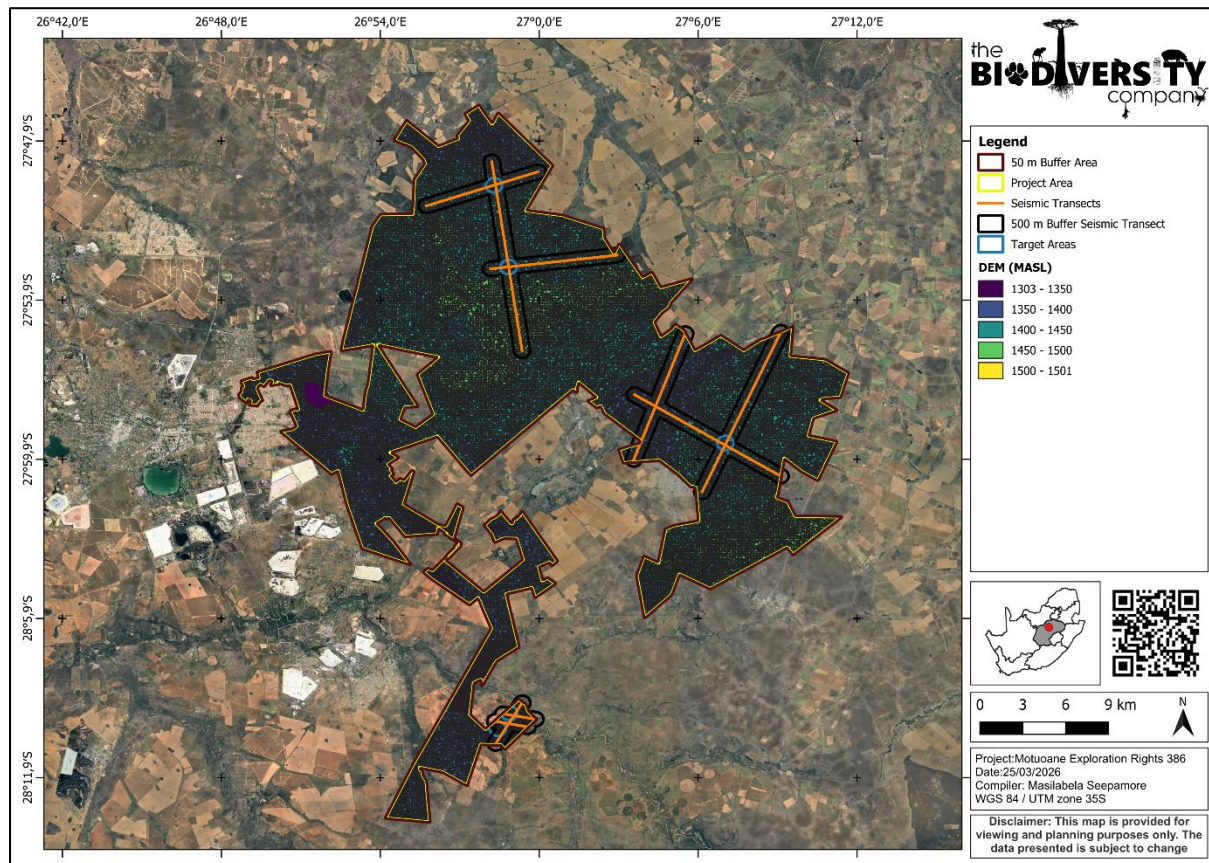 26°42,0'E 26°48,0'E 26°54,0'E 27°0,0'E 27°6,0'E 27°12,0'E
27°47,9'S
27°53,9'S
27°59,9'S
28°5,9'S
28°11,9'S
the
BIODIVERSITY
company
Legend
50 m Buffer Area
Project Area
Seismic Transects
500 m Buffer Seismic Transect
Target Areas
DEM (MASL)
1303 - 1350
1350 - 1400
1400 - 1450
1450 - 1500
1500 - 1501
0 3 6 9 km
N
Project:Motuoane Exploration Rights 386
Date:25/03/2026
Compiler: Masilabela Seepamore
WGS 84 / UTM zone 35S
Disclaimer: This map is provided for
viewing and planning purposes only. The
data presented is subject to change